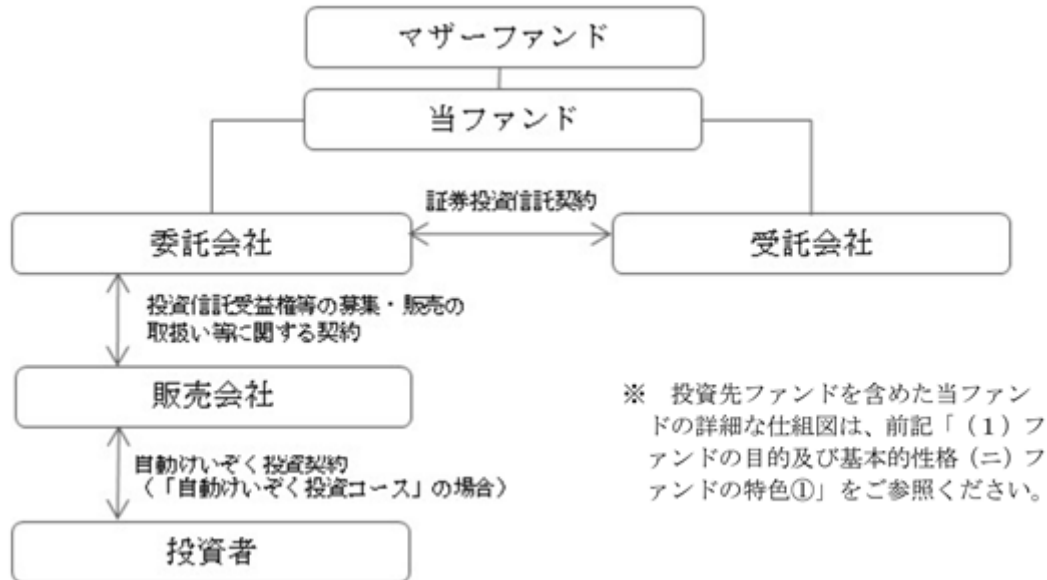 マザーファンド
当ファンド
証券投資信託契約
委託会社
受託会社
投資信託受益権等の募集・販売の
取扱い等に関する契約
販売会社
自動けいぞく投資契約
（「自動けいぞく投資コース」の場合）
投資者
※　投資先ファンドを含めた当ファン
ドの詳細な仕組図は、前記「（１）フ
ァンドの目的及び基本的性格（ニ）フ
ァンドの特色①」をご参照ください。